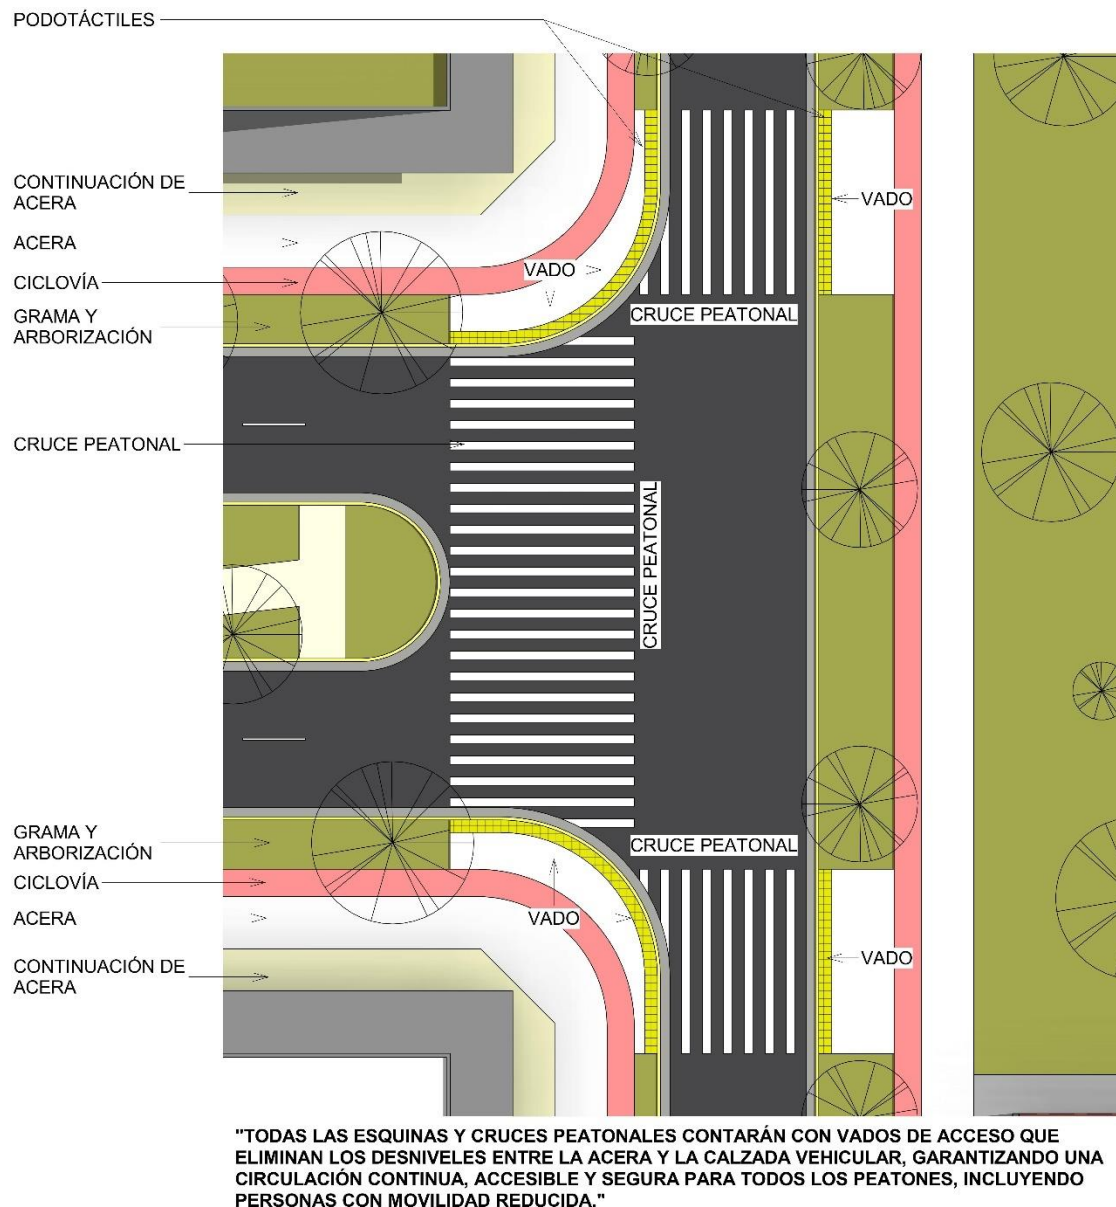 PODOTÁCTILES
CONTINUACIÓN DE
ACERA
VADO
ACERA
VADO
CICLOVÍA
GRAMA Y
ARBORIZACIÓN
CRUCE PEATONAL
CRUCE PEATONAL
CRUCE PEATONAL
GRAMA Y
ARBORIZACIÓN
CRUCE PEATONAL
CICLOVÍA
ACERA
VADO
VADO
CONTINUACIÓN DE
ACERA
"TODAS LAS ESQUINAS Y CRUCES PEATONALES CONTARÁN CON VADOS DE ACCESO QUE
ELIMINAN LOS DESNIVELES ENTRE LA ACERA Y LA CALZADA VEHICULAR, GARANTIZANDO UNA
CIRCULACIÓN CONTINUA, ACCESIBLE Y SEGURA PARA TODOS LOS PEATONES, INCLUYENDO
PERSONAS CON MOVILIDAD REDUCIDA."